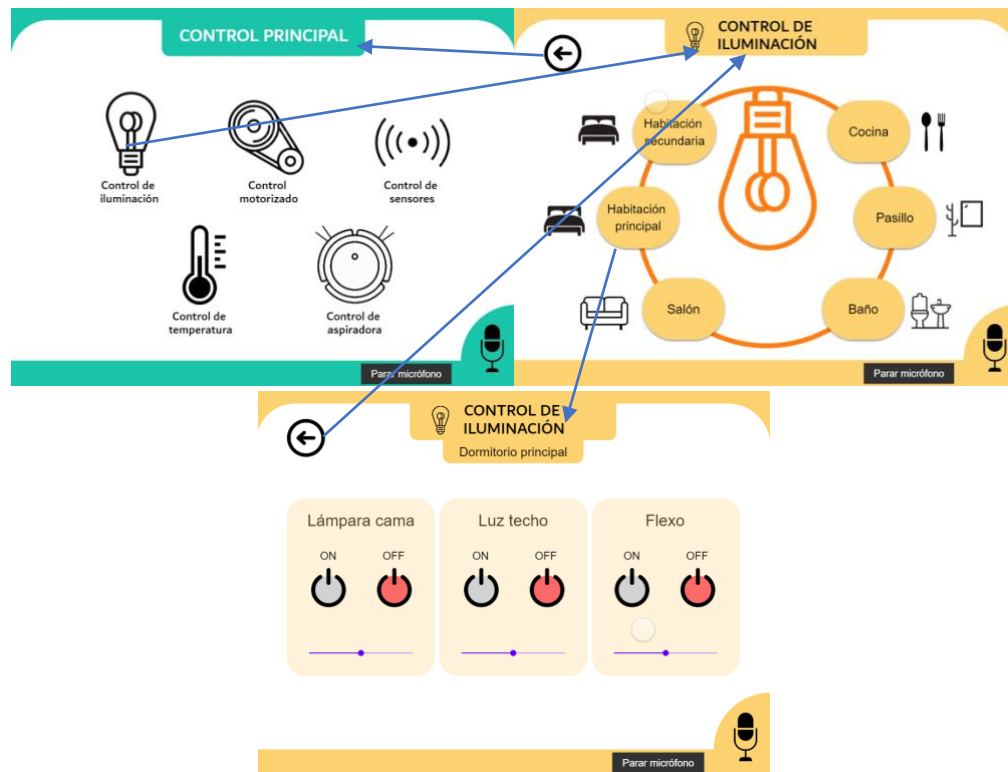 CONTROL PRINCIPAL
Control de
iluminación
Control
motorizado
Control de
sensores
Control de
temperatura
Control de
aspiradora
Parar micrófono
CONTROL DE
ILUMINACIÓN
Habitación
secundaria
Cocina
Habitación
principal
Pasillo
Salón
Baño
Parar micrófono
CONTROL DE
ILUMINACIÓN
Dormitorio principal
Lámpara cama
ON OFF
Luz techo
ON OFF
Flexo
ON OFF
Parar micrófono